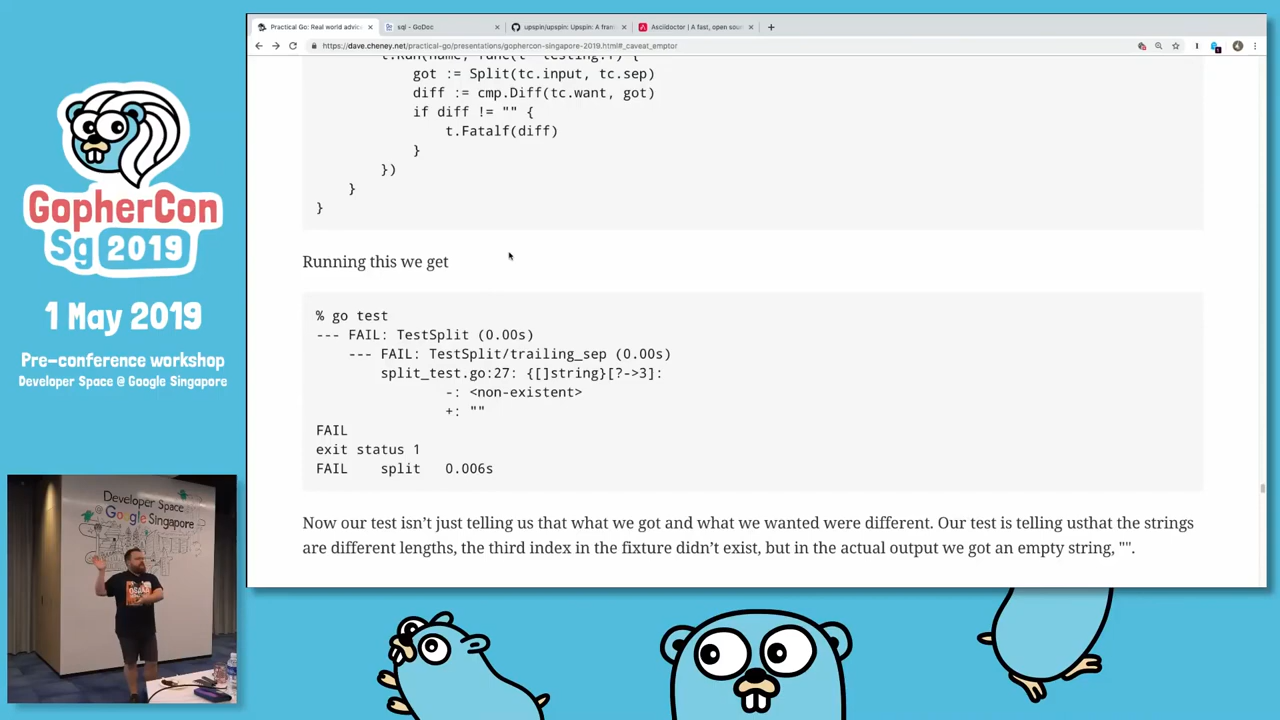 Practical Go: Real world advice
sql - GoDoc
upspin/upspin: Upspin: A fram
Asciidoctor | A fast, open sour
https://dave.cheney.net/practical-go/presentations/gophercon-singapore-2019.html#_caveat_emptor
got := Split(tc.input, tc.sep)
diff := cmp.Diff(tc.want, got)
if diff != "" {
t.Fatalf(diff)
}
})
}
}
Running this we get
% go test
--- FAIL: TestSplit (0.00s)
--- FAIL: TestSplit/trailing_sep (0.00s)
split_test.go:27: {[]string}[?->3]:
-: <non-existent>
+: ""
FAIL
exit status 1
FAIL split 0.006s
Now our test isn’t just telling us that what we got and what we wanted were different. Our test is telling usthat the strings
are different lengths, the third index in the fixture didn’t exist, but in the actual output we got an empty string, "".
GopherCon
Sg 2019
1 May 2019
Pre-conference workshop
Developer Space @ Google Singapore
Developer Space
@ Google Singapore